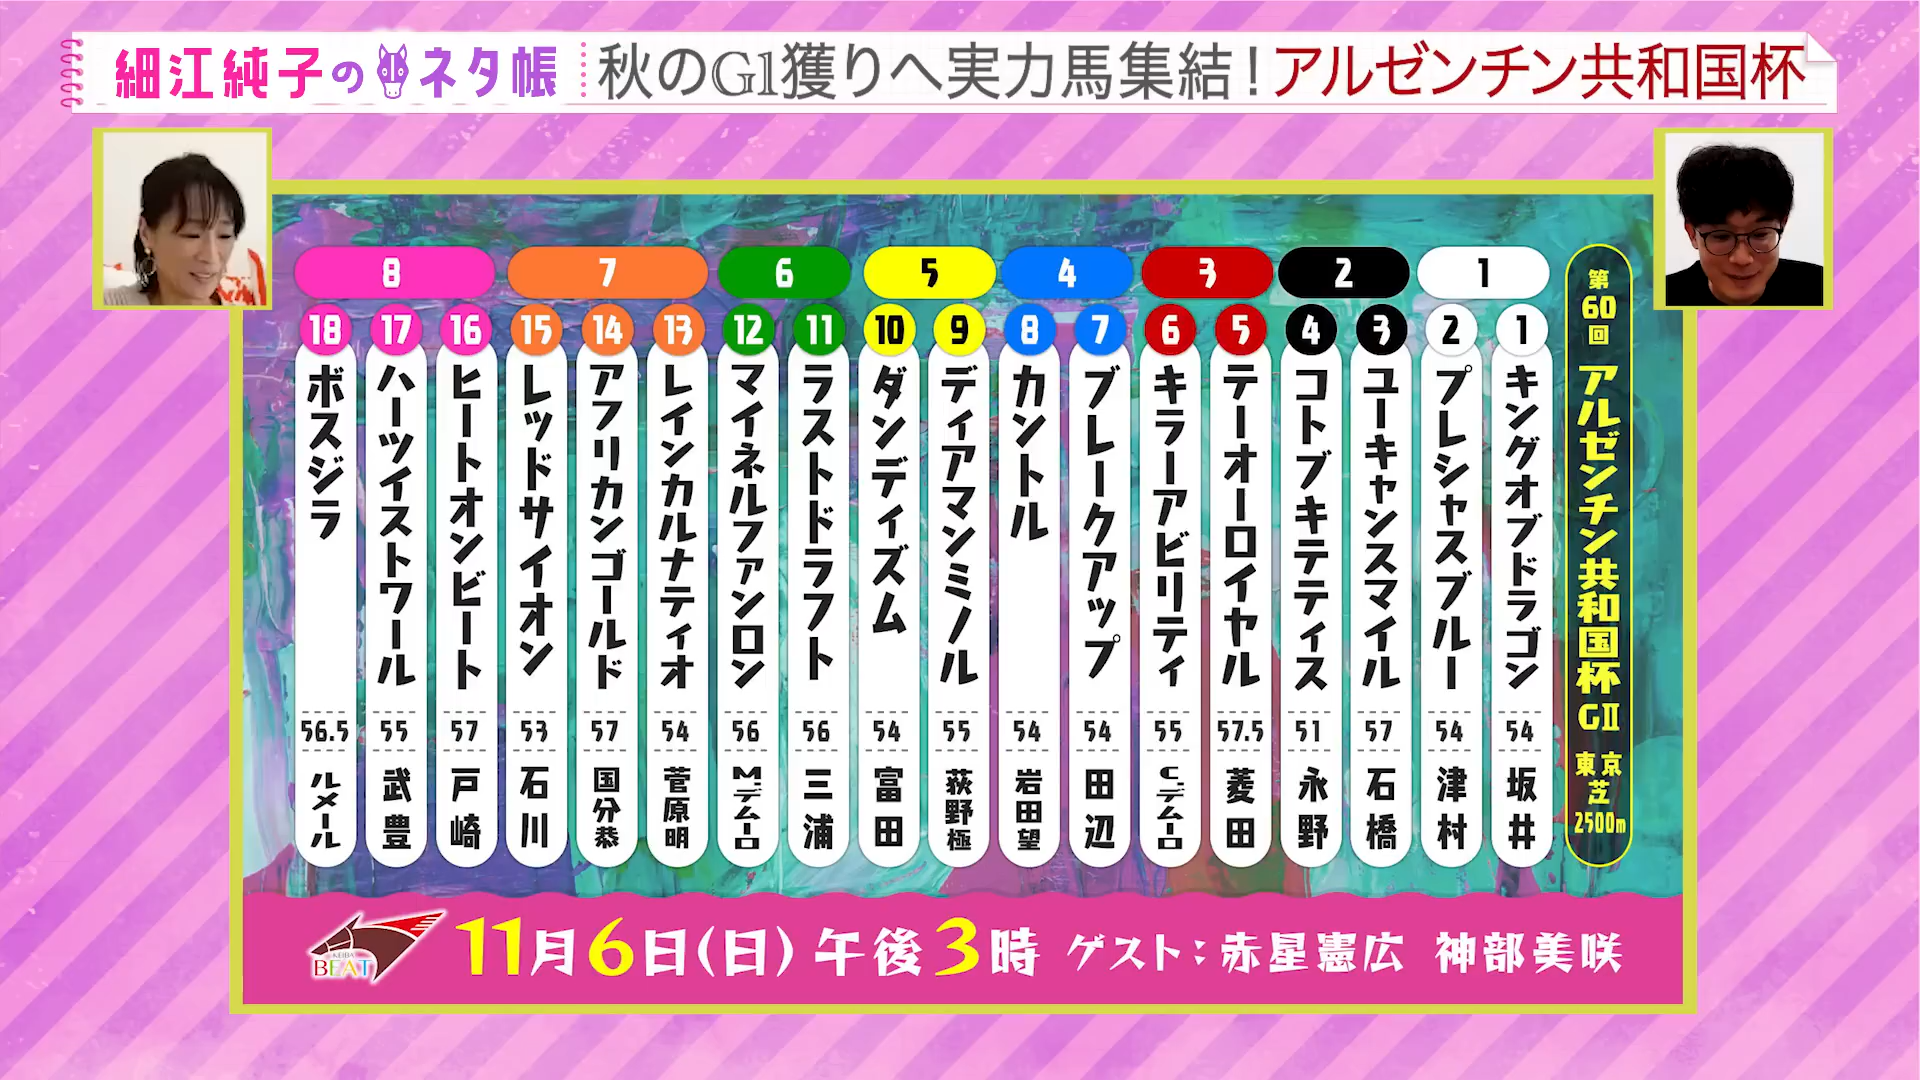 細江純子のネタ帳
秋のG1獲りへ実力馬集結！アルゼンチン共和国杯
第60回 アルゼンチン共和国杯 GⅡ 東京 芝 2500m
1 2 3 4 5 6 7 8
1 キングオブドラゴン 54 坂井
2 プレシャスブルー 54 津村
3 ユーキャンスマイル 57 石橋
4 コトブキテティス 51 永野
5 テーオーロイヤル 57.5 菱田
6 キラーアビリティ 55 C.デムーロ
7 ブレークアップ 54 田辺
8 カントル 54 岩田望
9 ディアマンミノル 55 荻野極
10 ダンディズム 54 富田
11 ラストドラフト 56 三浦
12 マイネルファンロン 56 M.デムーロ
13 レインカルナティオ 54 菅原明
14 アフリカンゴールド 57 国分恭
15 レッドサイオン 53 石川
16 ヒートオンビート 57 戸崎
17 ハーツイストワール 55 武豊
18 ボスジラ 56.5 ルメール
KEIBA
BEAT
11月6日(日)午後3時 ゲスト：赤星憲広 神部美咲